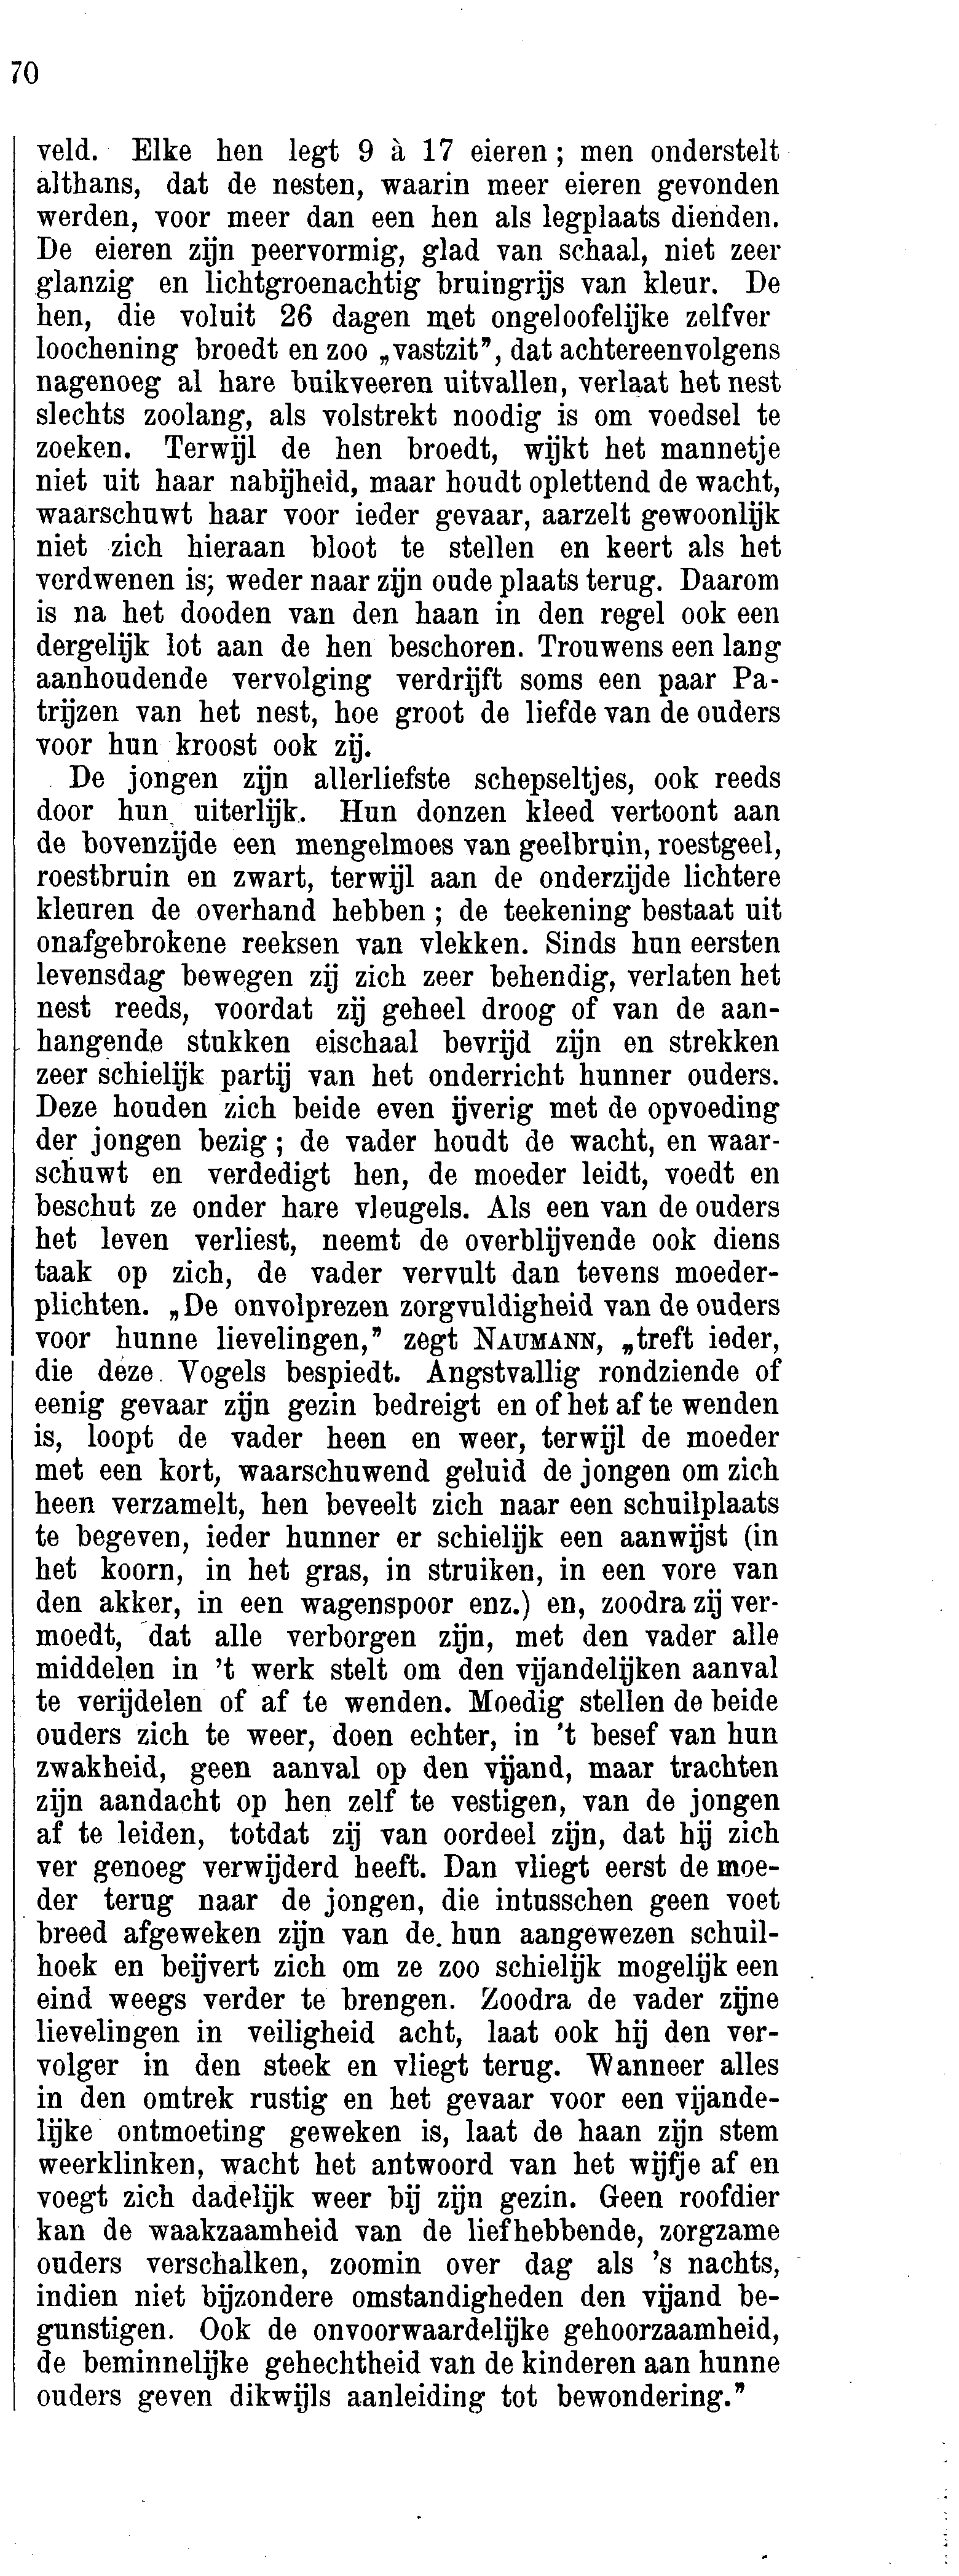 70
veld. Elke hen legt 9 à 17 eieren; men onderstelt
althans, dat de nesten, waarin meer eieren gevonden
werden, voor meer dan een hen als legplaats dienden.
De eieren zijn peervormig, glad van schaal, niet zeer
glanzig en lichtgroenachtig bruingrijs van kleur. De
hen, die voluit 26 dagen met ongeloofelijke zelfver
loochening broedt en zoo „vastzit”, dat achtereenvolgens
nagenoeg al hare buikveeren uitvallen, verlaat het nest
slechts zoolang, als volstrekt noodig is om voedsel te
zoeken. Terwijl de hen broedt, wijkt het mannetje
niet uit haar nabijheid, maar houdt oplettend de wacht,
waarschuwt haar voor ieder gevaar, aarzelt gewoonlijk
niet zich hieraan bloot te stellen en keert als het
verdwenen is; weder naar zijn oude plaats terug. Daarom
is na het dooden van den haan in den regel ook een
dergelijk lot aan de hen beschoren. Trouwens een lang
aanhoudende vervolging verdrijft soms een paar Pa-
trijzen van het nest, hoe groot de liefde van de ouders
voor hun kroost ook zij.
De jongen zijn allerliefste schepseltjes, ook reeds
door hun uiterlijk. Hun donzen kleed vertoont aan
de bovenzijde een mengelmoes van geelbruin, roestgeel,
roestbruin en zwart, terwijl aan de onderzijde lichtere
kleuren de overhand hebben; de teekening bestaat uit
onafgebrokene reeksen van vlekken. Sinds hun eersten
levensdag bewegen zij zich zeer behendig, verlaten het
nest reeds, voordat zij geheel droog of van de aan-
hangende stukken eischaal bevrijd zijn en strekken
zeer schielijk partij van het onderricht hunner ouders.
Deze houden zich beide even ijverig met de opvoeding
der jongen bezig; de vader houdt de wacht, en waar-
schuwt en verdedigt hen, de moeder leidt, voedt en
beschut ze onder hare vleugels. Als een van de ouders
het leven verliest, neemt de overblijvende ook diens
taak op zich, de vader vervult dan tevens moeder-
plichten. „De onvolprezen zorgvuldigheid van de ouders
voor hunne lievelingen,” zegt NAUMANN, „treft ieder,
die deze Vogels bespiedt. Angstvallig rondziende of
eenig gevaar zijn gezin bedreigt en of het af te wenden
is, loopt de vader heen en weer, terwijl de moeder
met een kort, waarschuwend geluid de jongen om zich
heen verzamelt, hen beveelt zich naar een schuilplaats
te begeven, ieder hunner er schielijk een aanwijst (in
het koorn, in het gras, in struiken, in een vore van
den akker, in een wagenspoor enz.) en, zoodra zij ver-
moedt, dat alle verborgen zijn, met den vader alle
middelen in 't werk stelt om den vijandelijken aanval
te verijdelen of af te wenden. Moedig stellen de beide
ouders zich te weer, doen echter, in 't besef van hun
zwakheid, geen aanval op den vijand, maar trachten
zijn aandacht op hen zelf te vestigen, van de jongen
af te leiden, totdat zij van oordeel zijn, dat hij zich
ver genoeg verwijderd heeft. Dan vliegt eerst de moe-
der terug naar de jongen, die intusschen geen voet
breed afgeweken zijn van de hun aangewezen schuil-
hoek en beijvert zich om ze zoo schielijk mogelijk een
eind weegs verder te brengen. Zoodra de vader zijne
lievelingen in veiligheid acht, laat ook hij den ver-
volger in den steek en vliegt terug. Wanneer alles
in den omtrek rustig en het gevaar voor een vijande-
lijke ontmoeting geweken is, laat de haan zijn stem
weerklinken, wacht het antwoord van het wijfje af en
voegt zich dadelijk weer bij zijn gezin. Geen roofdier
kan de waakzaamheid van de liefhebbende, zorgzame
ouders verschalken, zoomin over dag als 's nachts,
indien niet bijzondere omstandigheden den vijand be-
gunstigen. Ook de onvoorwaardelijke gehoorzaamheid,
de beminnelijke gehechtheid van de kinderen aan hunne
ouders geven dikwijls aanleiding tot bewondering.”